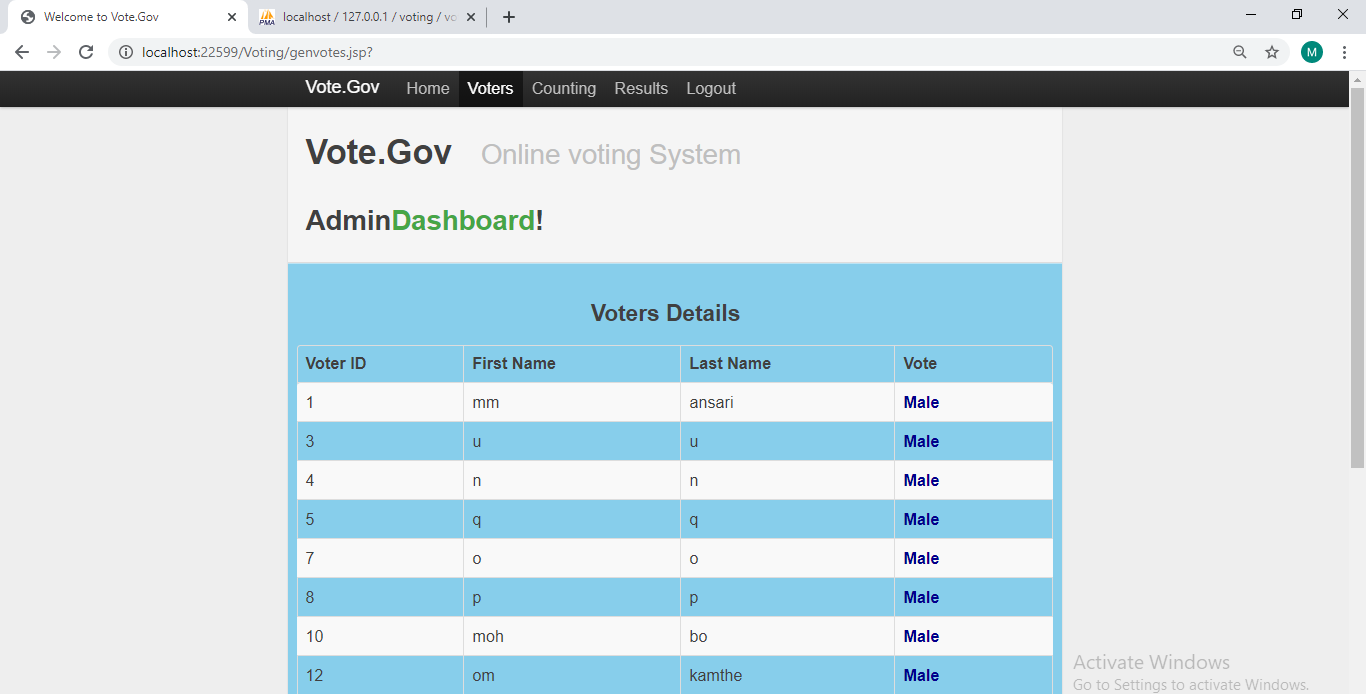 Welcome to Vote.Gov
PMA localhost / 127.0.0.1 / voting / vo
localhost:22599/Voting/genvotes.jsp?
M
Vote.Gov Home Voters Counting Results Logout
Vote.Gov Online voting System
AdminDashboard!
Voters Details
Voter ID First Name Last Name Vote
1 mm ansari Male
3 u u Male
4 n n Male
5 q q Male
7 o o Male
8 p p Male
10 moh bo Male
12 om kamthe Male
Activate Windows
Go to Settings to activate Windows.